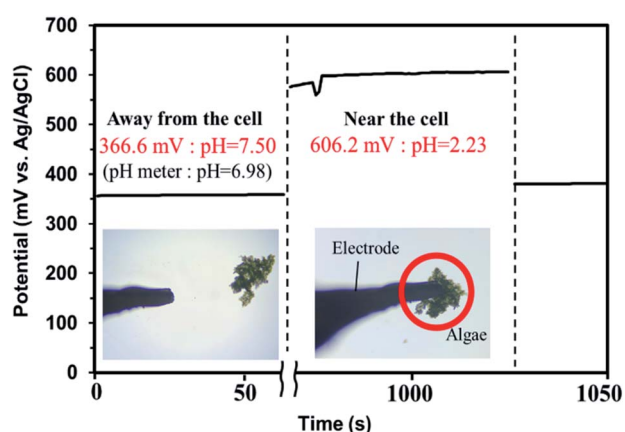 700
600
500
400
300
200
100
0
Potential (mV vs. Ag/AgCl)
Away from the cell
366.6 mV : pH=7.50
(pH meter : pH=6.98)
Near the cell
606.2 mV : pH=2.23
Electrode
Algae
0
50
1000
1050
Time (s)